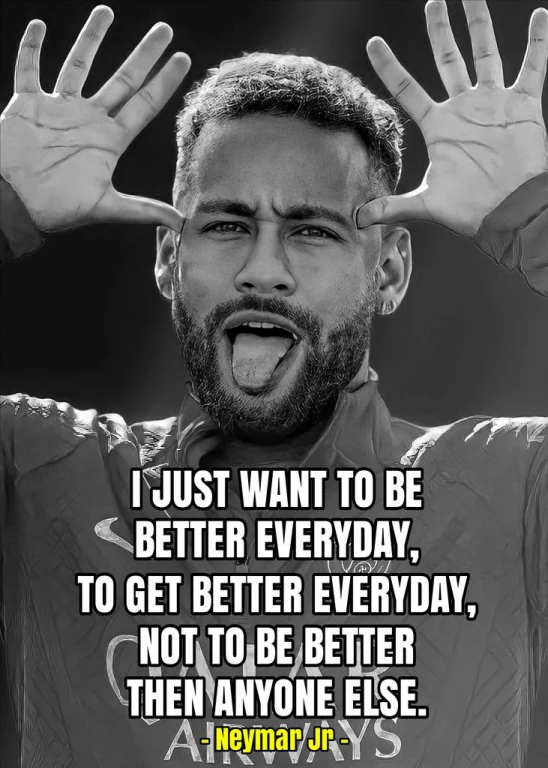 I JUST WANT TO BE
BETTER EVERYDAY,
TO GET BETTER EVERYDAY,
NOT TO BE BETTER
THEN ANYONE ELSE.
- Neymar Jr -
QATAR
AIRWAYS